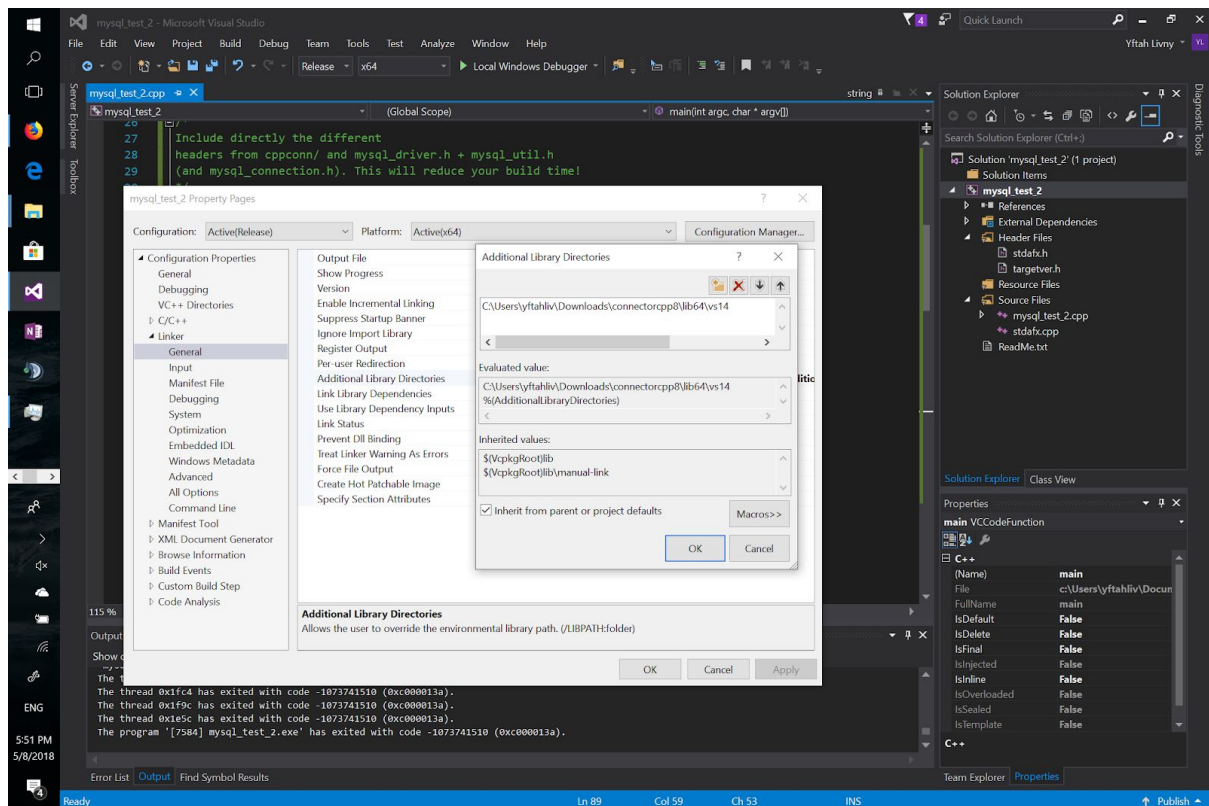 mysql_test_2 - Microsoft Visual Studio
4
Quick Launch
File Edit View Project Build Debug Team Tools Test Analyze Window Help
Yftah Livny
YL
Release x64 Local Windows Debugger
mysql_test_2.cpp
string
mysql_test_2 (Global Scope) main(int argc, char * argv[])
26 /*
27 Include directly the different
28 headers from cppconn/ and mysql_driver.h + mysql_util.h
29 (and mysql_connection.h). This will reduce your build time!
Server Explorer
Toolbox
mysql_test_2 Property Pages
? ×
Configuration: Active(Release) Platform: Active(x64) Configuration Manager...
Configuration Properties
General
Debugging
VC++ Directories
C/C++
Linker
General
Input
Manifest File
Debugging
System
Optimization
Embedded IDL
Windows Metadata
Advanced
All Options
Command Line
Manifest Tool
XML Document Generator
Browse Information
Build Events
Custom Build Step
Code Analysis
Output File
Show Progress
Version
Enable Incremental Linking
Suppress Startup Banner
Ignore Import Library
Register Output
Per-user Redirection
Additional Library Directories
Link Library Dependencies
Use Library Dependency Inputs
Link Status
Prevent Dll Binding
Treat Linker Warning As Errors
Force File Output
Create Hot Patchable Image
Specify Section Attributes
Additional Library Directories
? ×
C:\Users\yftahliv\Downloads\connectorcpp8\lib64\vs14
Evaluated value:
C:\Users\yftahliv\Downloads\connectorcpp8\lib64\vs14
%(AdditionalLibraryDirectories)
Inherited values:
$(VcpkgRoot)lib
$(VcpkgRoot)lib\manual-link
Inherit from parent or project defaults
Macros>>
OK Cancel
litic
Additional Library Directories
Allows the user to override the environmental library path. (/LIBPATH:folder)
OK Cancel Apply
115 %
Output
Show
The thread 0x1fc4 has exited with code -1073741510 (0xc000013a).
The thread 0x1f9c has exited with code -1073741510 (0xc000013a).
The thread 0x1e5c has exited with code -1073741510 (0xc000013a).
The program '[7584] mysql_test_2.exe' has exited with code -1073741510 (0xc000013a).
Error List Output Find Symbol Results
Solution Explorer
Search Solution Explorer (Ctrl+;)
Solution 'mysql_test_2' (1 project)
Solution Items
mysql_test_2
References
External Dependencies
Header Files
stdafx.h
targetver.h
Resource Files
Source Files
mysql_test_2.cpp
stdafx.cpp
ReadMe.txt
Solution Explorer Class View
Properties
main VCCodeFunction
C++
(Name) main
File c:\Users\yftahliv\Docun
FullName main
IsDefault False
IsDelete False
IsFinal False
IsInjected False
IsInline False
IsOverloaded False
IsSealed False
IsTemplate False
C++
Team Explorer Properties
Diagnostic Tools
ENG
5:51 PM
5/8/2018
4
Ready Ln 89 Col 59 Ch 53 INS Publish